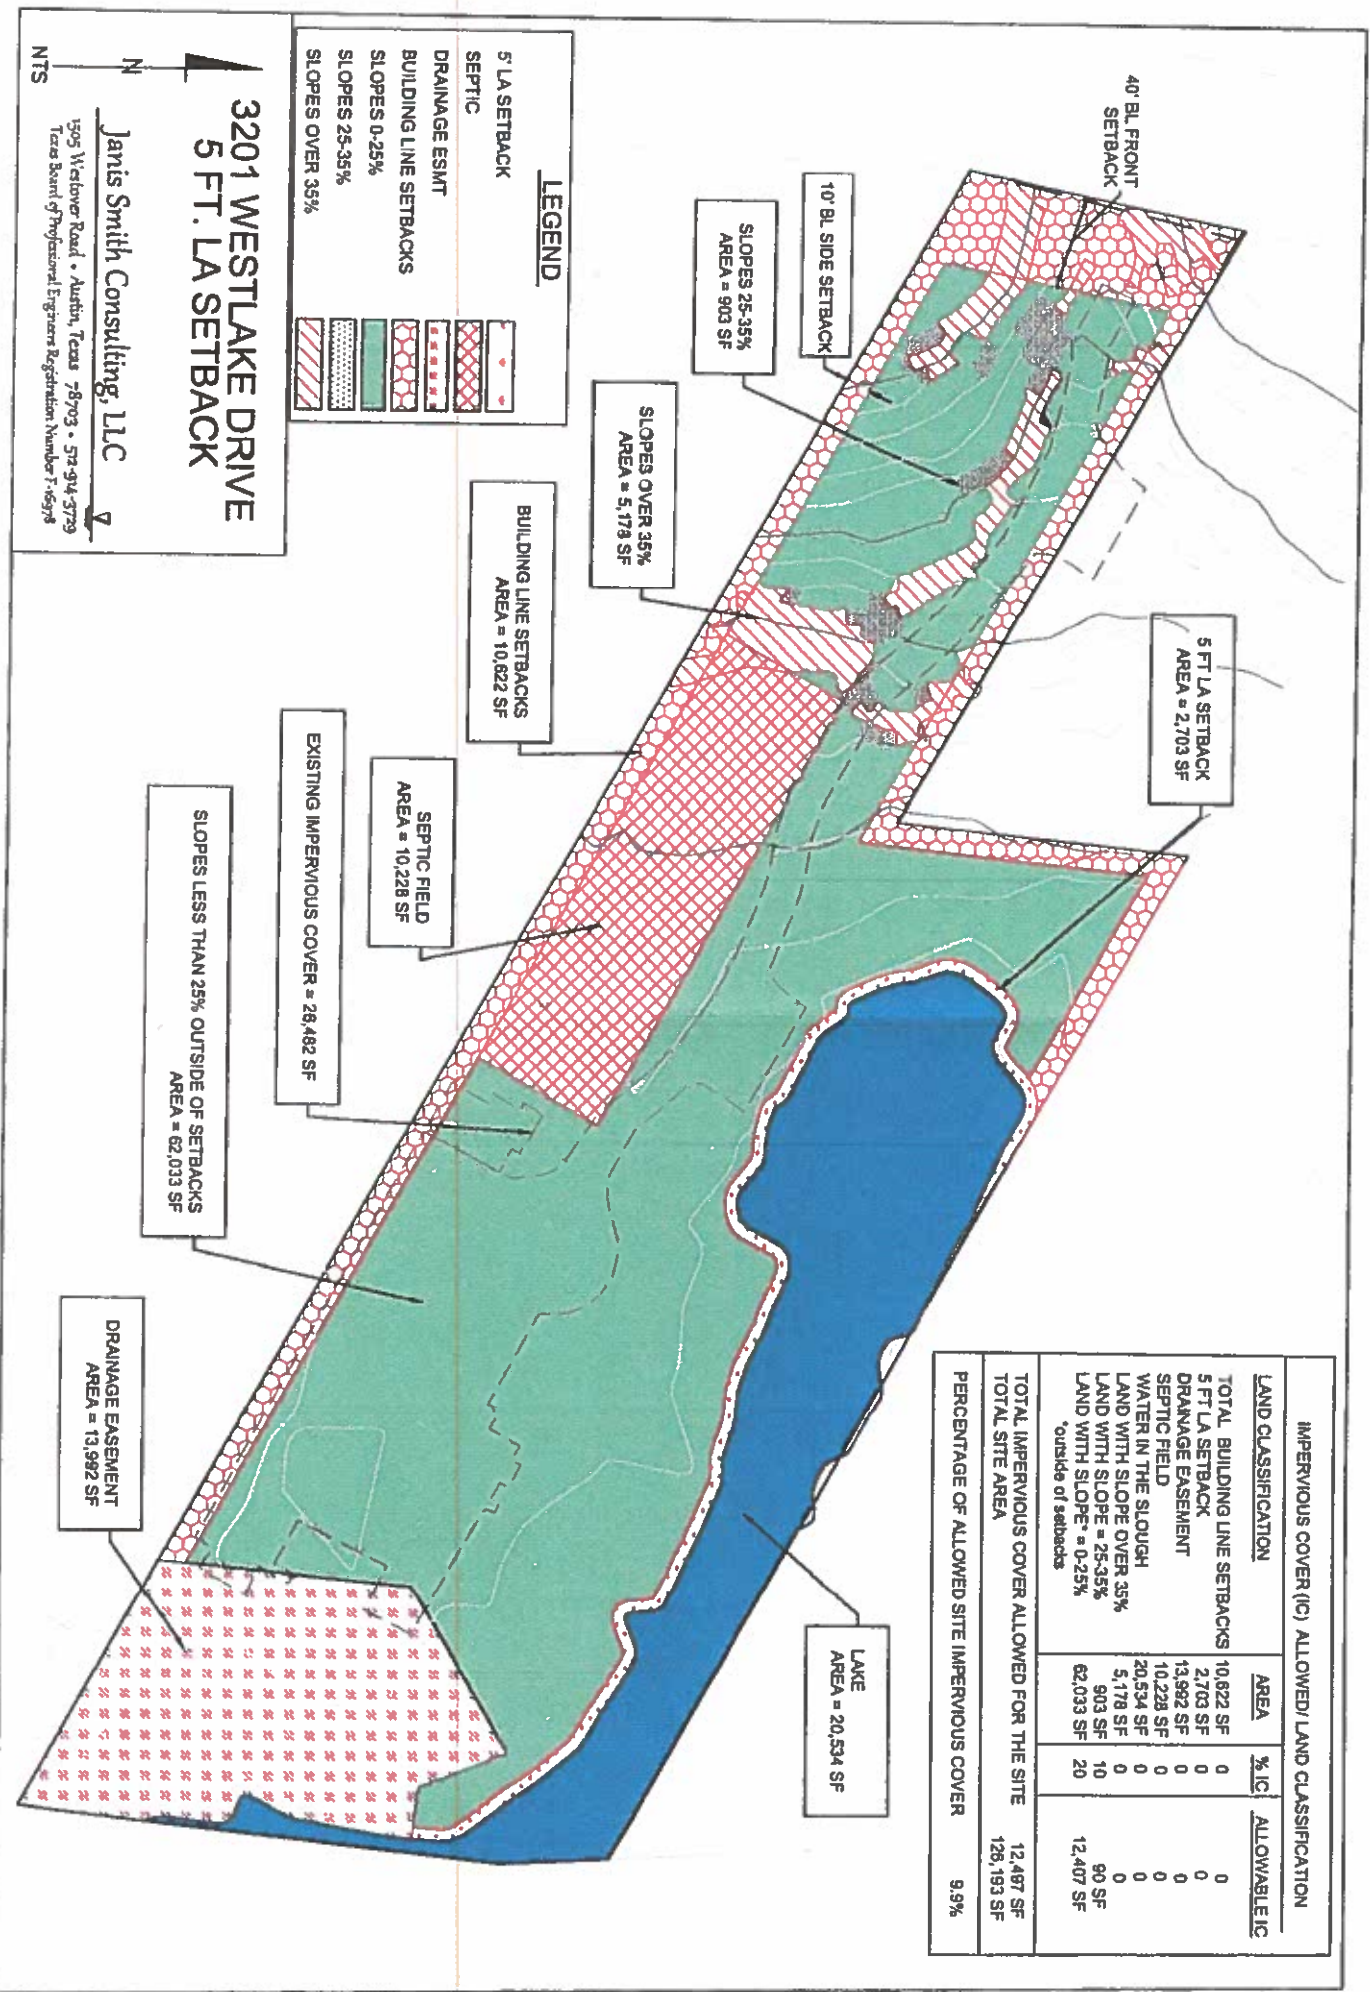 40' BL FRONT
SETBACK
10' BL SIDE SETBACK
SLOPES 25-35%
AREA = 903 SF
SLOPES OVER 35%
AREA = 5,178 SF
BUILDING LINE SETBACKS
AREA = 10,622 SF
SEPTIC FIELD
AREA = 10,228 SF
EXISTING IMPERVIOUS COVER = 26,482 SF
SLOPES LESS THAN 25% OUTSIDE OF SETBACKS
AREA = 62,033 SF
DRAINAGE EASEMENT
AREA = 13,992 SF
5 FT LA SETBACK
AREA = 2,703 SF
LAKE
AREA = 20,534 SF
IMPERVIOUS COVER (IC) ALLOWED/ LAND CLASSIFICATION
LAND CLASSIFICATION AREA % IC ALLOWABLE IC
TOTAL BUILDING LINE SETBACKS 10,622 SF 0 0
5 FT LA SETBACK 2,703 SF 0 0
DRAINAGE EASEMENT 13,992 SF 0 0
SEPTIC FIELD 10,228 SF 0 0
WATER IN THE SLOUGH 20,534 SF 0 0
LAND WITH SLOPE OVER 35% 5,178 SF 0 0
LAND WITH SLOPE = 25-35% 903 SF 10 90 SF
LAND WITH SLOPE* = 0-25% 62,033 SF 20 12,407 SF
*outside of setbacks
TOTAL IMPERVIOUS COVER ALLOWED FOR THE SITE 12,497 SF
TOTAL SITE AREA 126,193 SF
PERCENTAGE OF ALLOWED SITE IMPERVIOUS COVER 9.9%
LEGEND
5' LA SETBACK
SEPTIC
DRAINAGE ESMT
BUILDING LINE SETBACKS
SLOPES 0-25%
SLOPES 25-35%
SLOPES OVER 35%
3201 WESTLAKE DRIVE
5 FT. LA SETBACK
N
NTS
Janis Smith Consulting, LLC
1505 Westover Road • Austin, Texas 78703 • 512-914-3729
Texas Board of Professional Engineers Registration Number F-16978